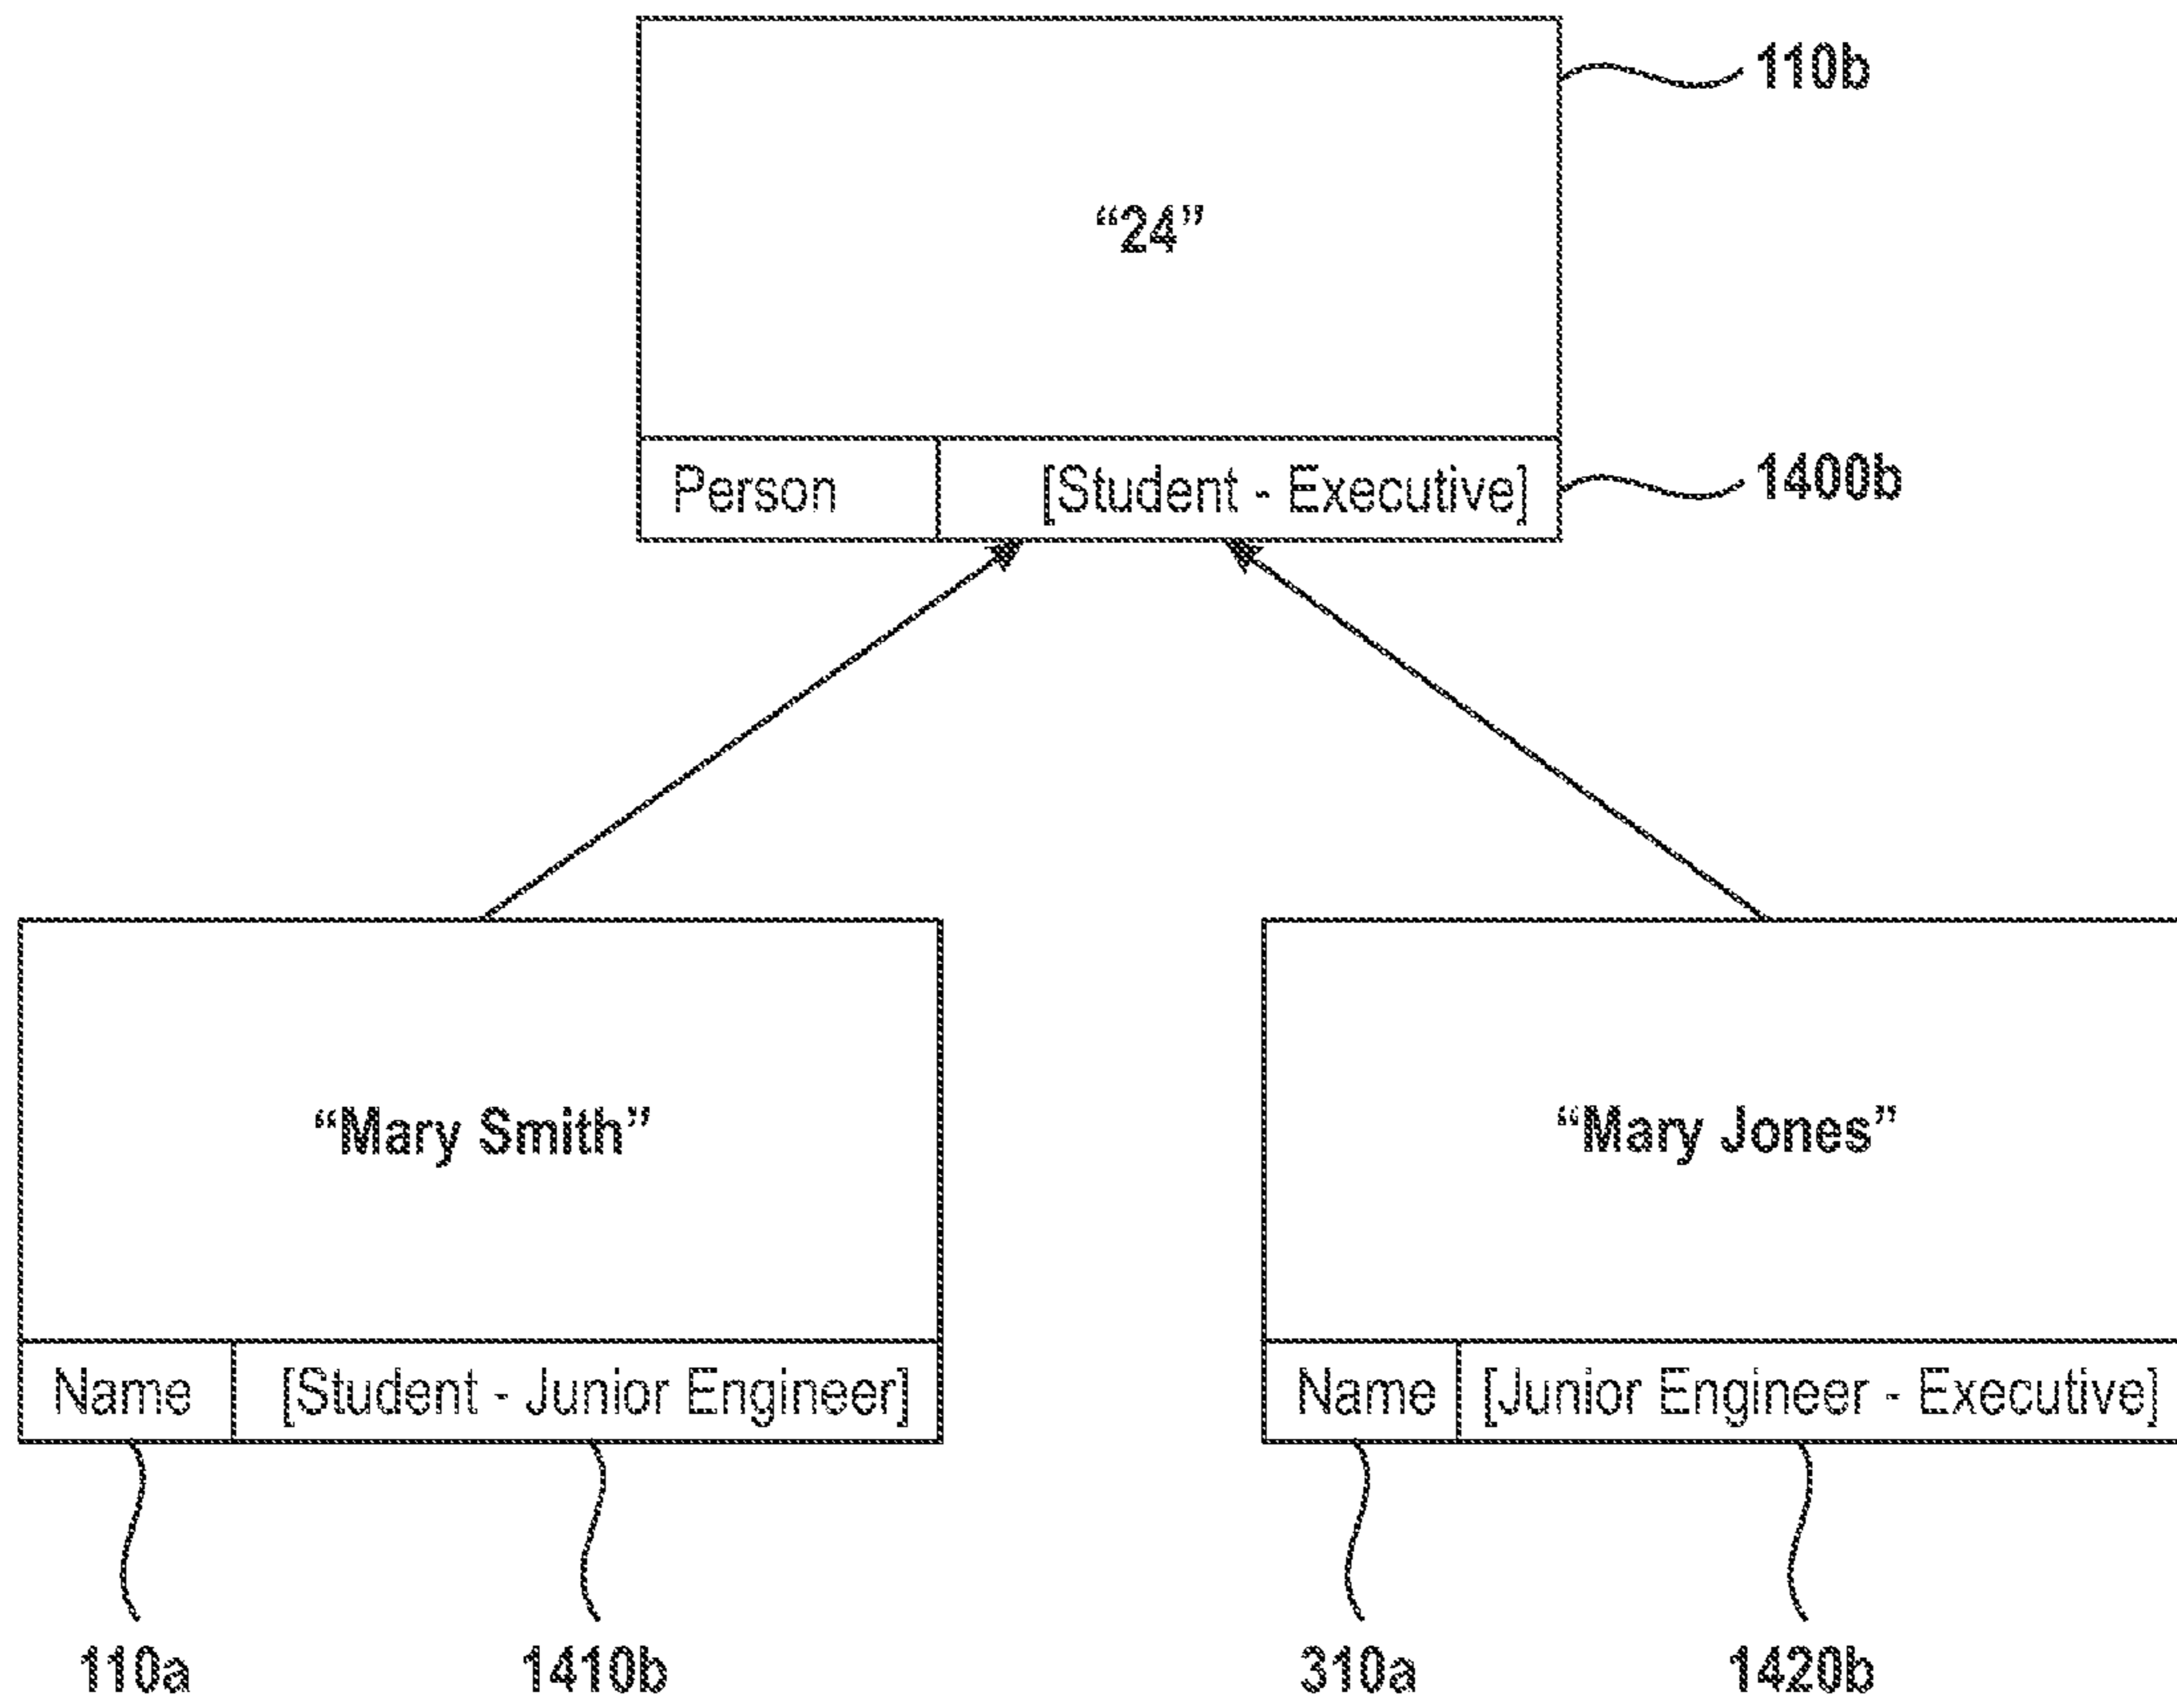 110b
“24”
Person [Student - Executive]
1400b
“Mary Smith”
“Mary Jones”
Name [Student - Junior Engineer]
Name [Junior Engineer - Executive]
110a 1410b 310a 1420b